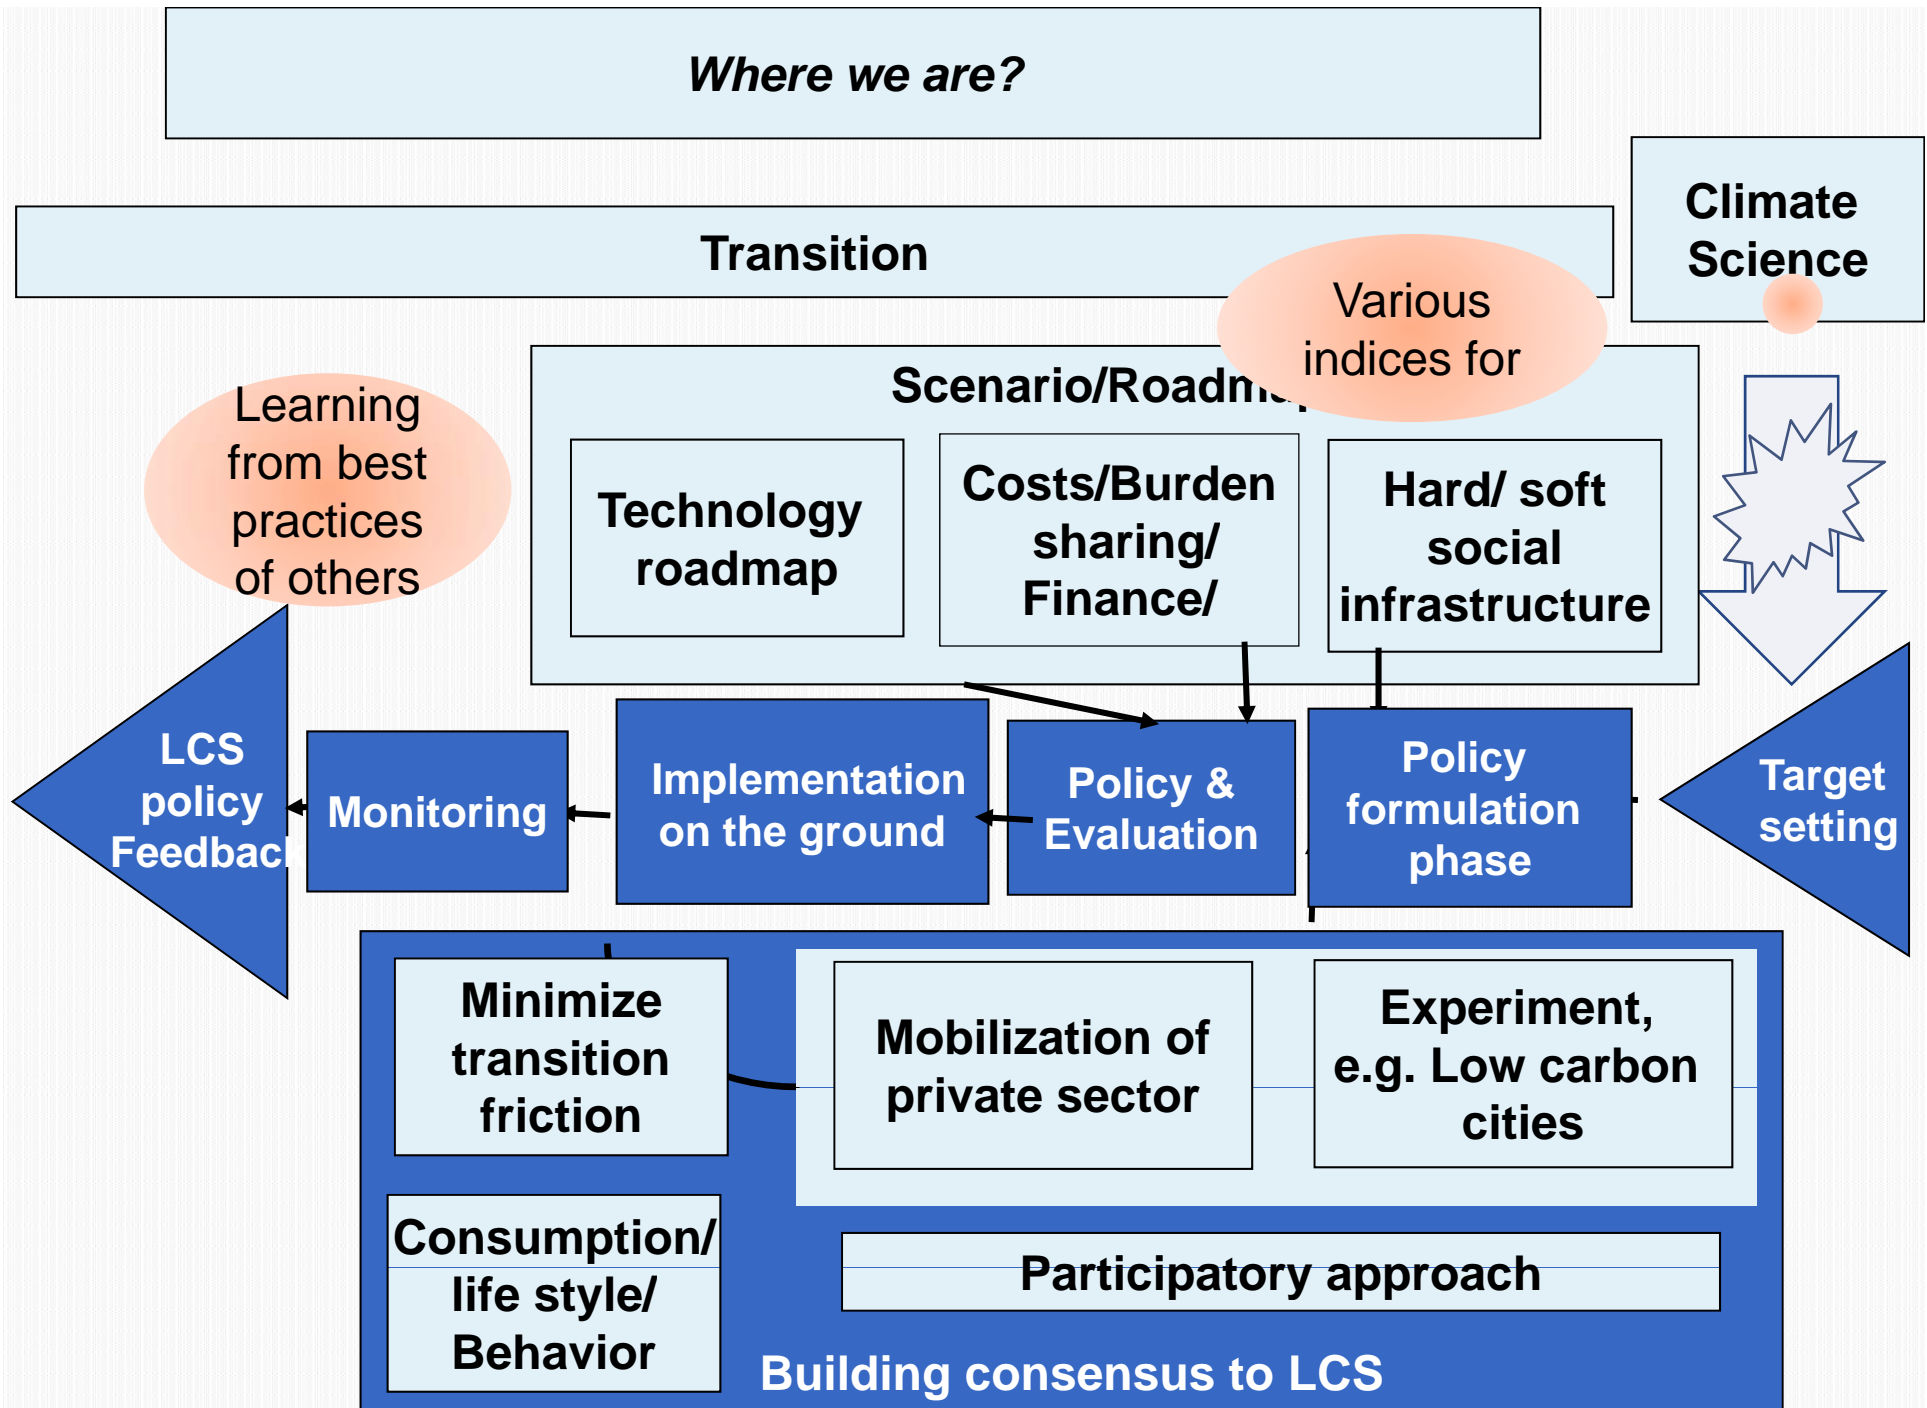 Where we are?
Climate
Science
Transition
Various
indices for
Scenario/Roadmap
Learning
from best
practices
of others
Technology
roadmap
Costs/Burden
sharing/
Finance/
Hard/ soft
social
infrastructure
LCS
policy
Feedback
Monitoring
Implementation
on the ground
Policy &
Evaluation
Policy
formulation
phase
Target
setting
Minimize
transition
friction
Mobilization of
private sector
Experiment,
e.g. Low carbon
cities
Consumption/
life style/
Behavior
Participatory approach
Building consensus to LCS